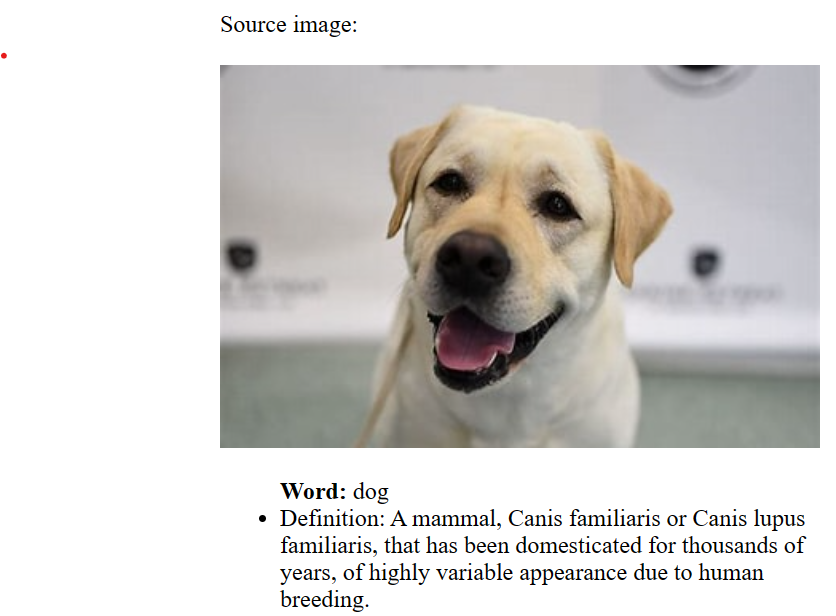 Source image:
Word: dog
Definition: A mammal, Canis familiaris or Canis lupus
familiaris, that has been domesticated for thousands of
years, of highly variable appearance due to human
breeding.